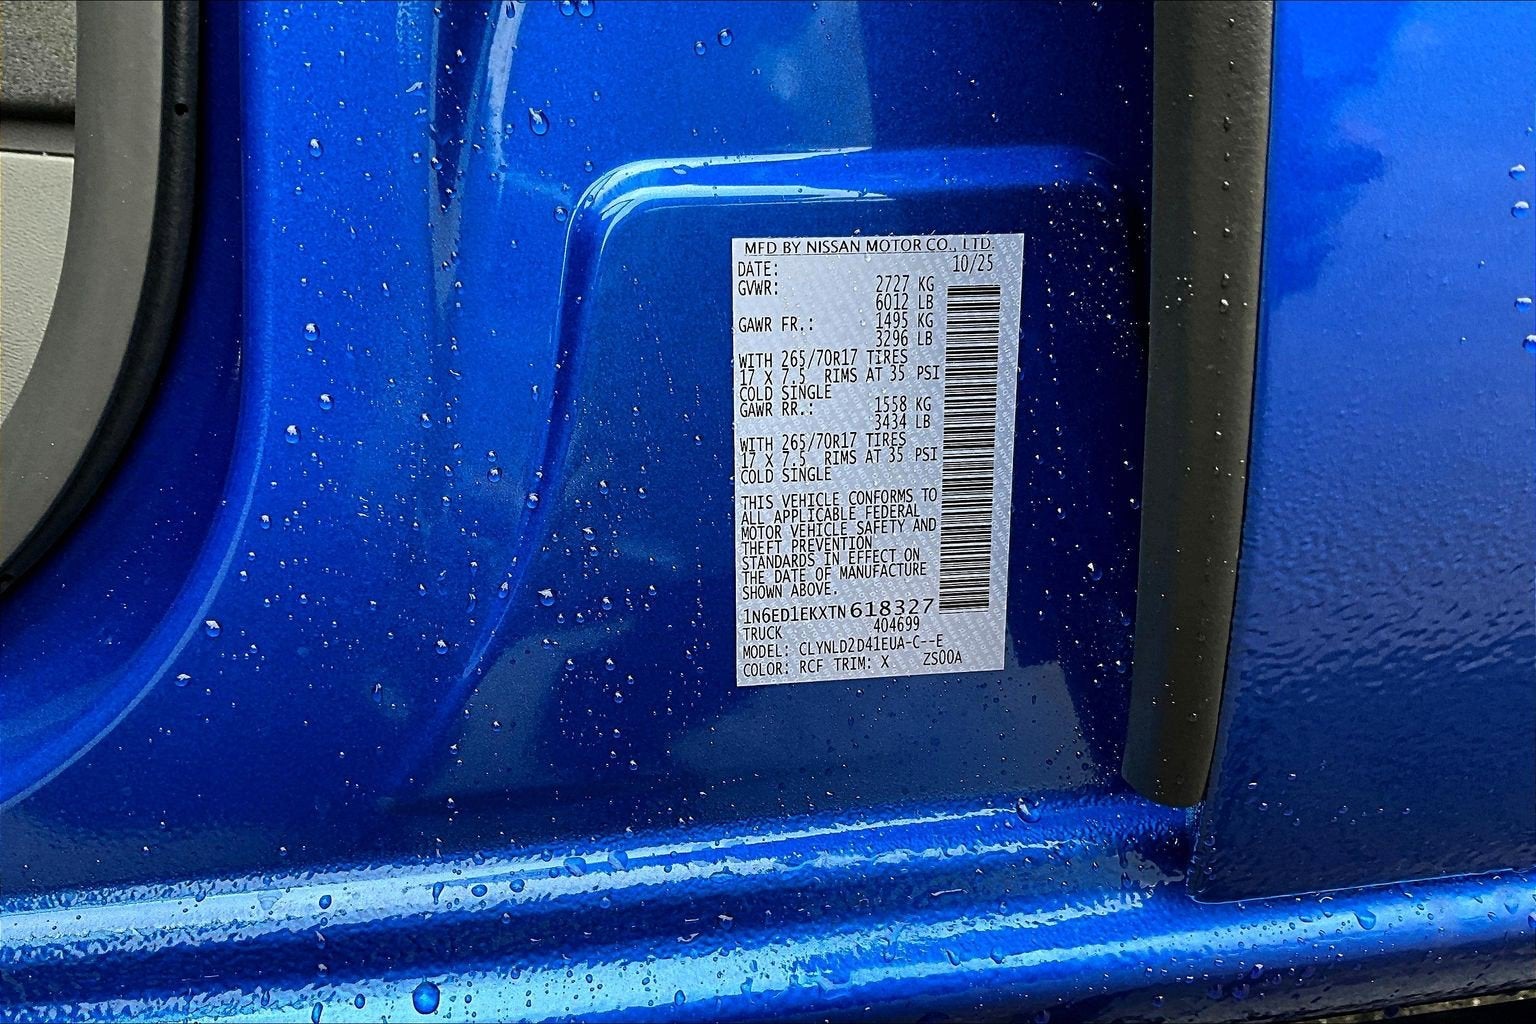 MFD BY NISSAN MOTOR CO., LTD.
DATE: 10/25
GVWR: 2727 KG
6012 LB
GAWR FR.: 1495 KG
3296 LB
WITH 265/70R17 TIRES
17 X 7.5 RIMS AT 35 PSI
COLD SINGLE
GAWR RR.: 1558 KG
3434 LB
WITH 265/70R17 TIRES
17 X 7.5 RIMS AT 35 PSI
COLD SINGLE
THIS VEHICLE CONFORMS TO
ALL APPLICABLE FEDERAL
MOTOR VEHICLE SAFETY AND
THEFT PREVENTION
STANDARDS IN EFFECT ON
THE DATE OF MANUFACTURE
SHOWN ABOVE.
1N6ED1EKXTN618327
TRUCK 404699
MODEL: CLYNLD2D41EUA-C--E
COLOR: RCF TRIM: X ZS00A